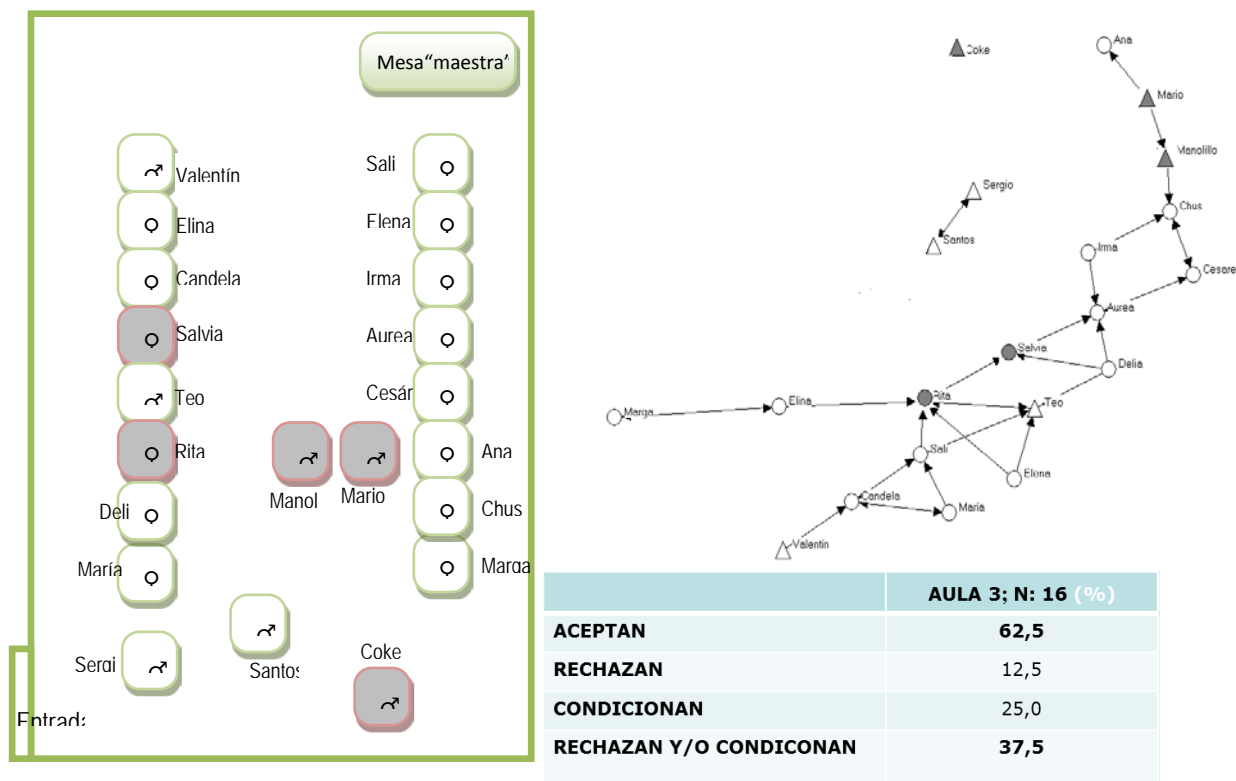 Mesa“maestra’
Valentín
Elina
Candela
Salvia
Teo
Rita
Deli
María
Sergi
Entrada
Sali
Elena
Irma
Aurea
Cesár
Ana
Chus
Marga
Manol
Mario
Santos
Coke
Coke
Ana
Mario
Manolillo
Sergio
Santos
Chus
Irma
Cesare
Aurea
Salvia
Delia
Rita
Teo
Elina
Marga
Sali
Elena
Candela
María
Valentín
AULA 3; N: 16 (%)
ACEPTAN 62,5
RECHAZAN 12,5
CONDICIONAN 25,0
RECHAZAN Y/O CONDICONAN 37,5